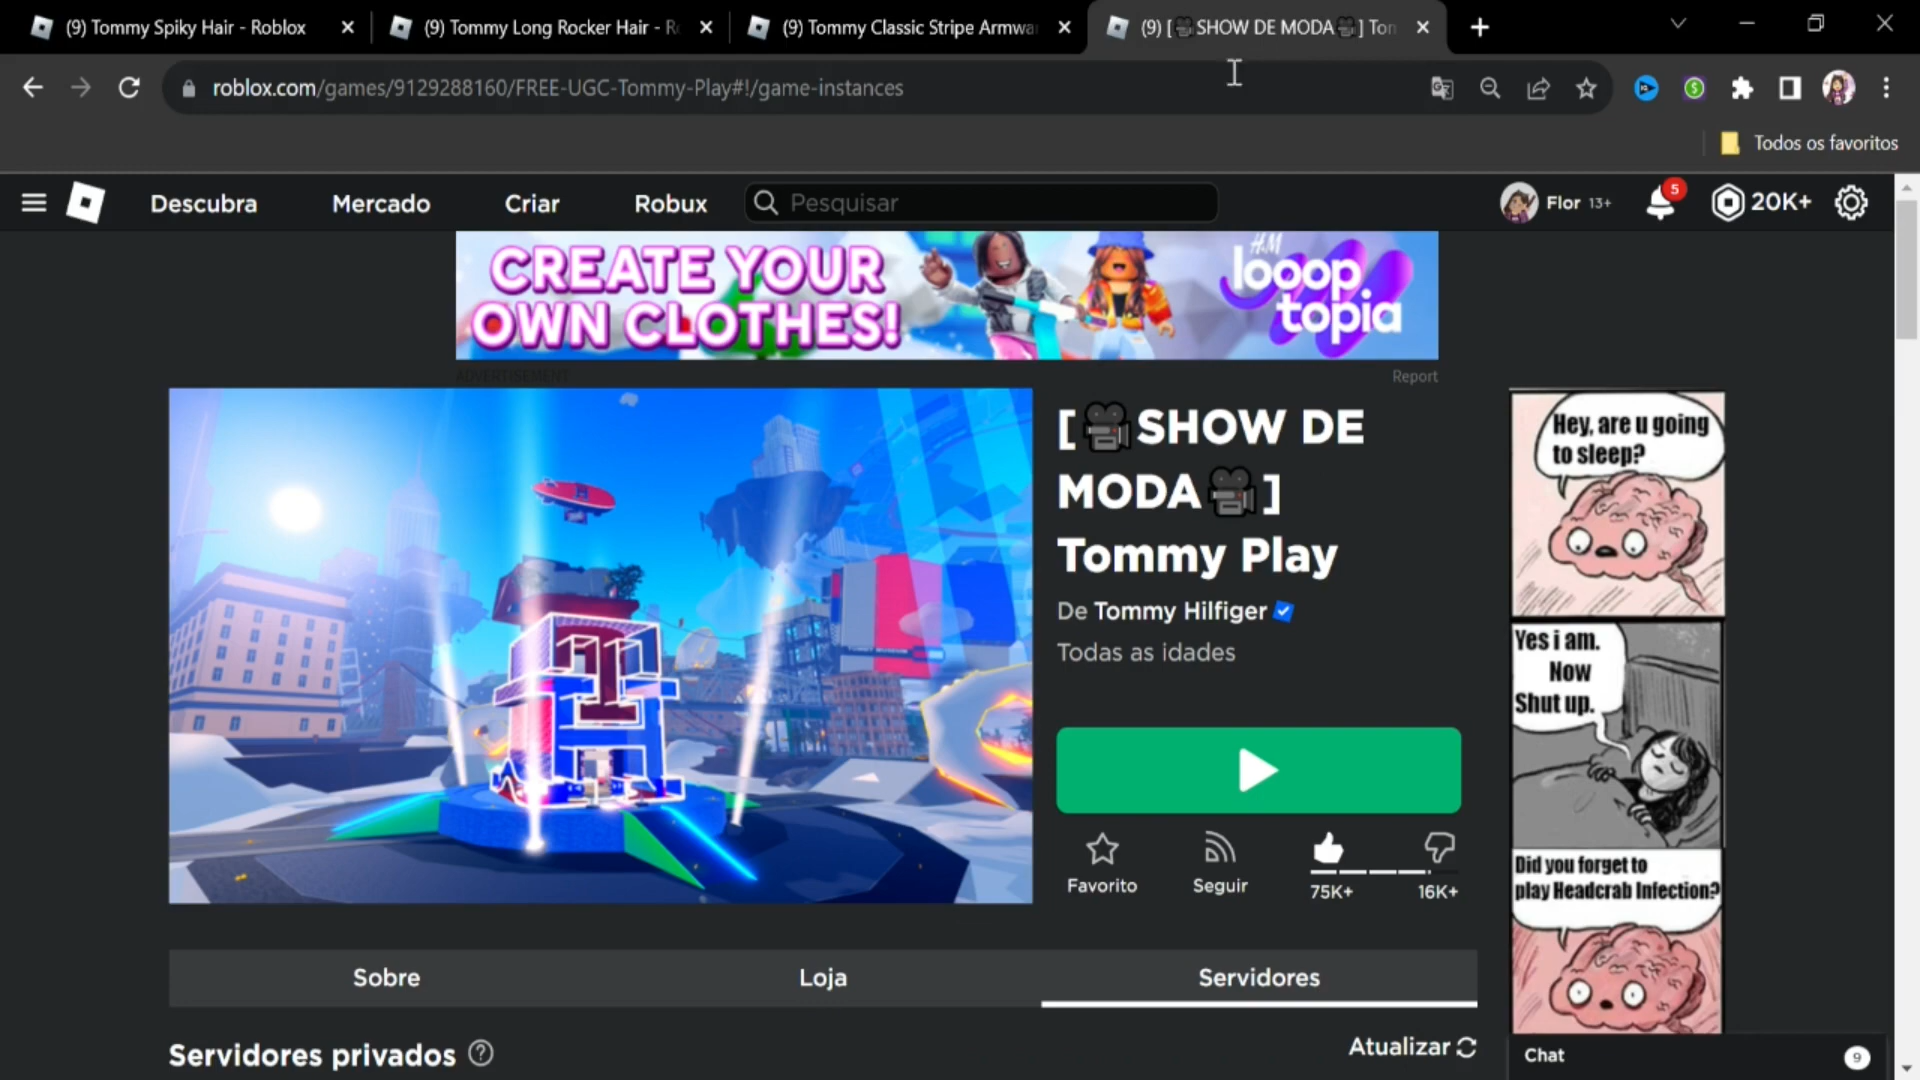 (9) Tommy Spiky Hair - Roblox
(9) Tommy Long Rocker Hair - R
(9) Tommy Classic Stripe Armwa
(9) [🎥SHOW DE MODA🎥] Tom
roblox.com/games/9129288160/FREE-UGC-Tommy-Play#!/game-instances
Todos os favoritos
Descubra
Mercado
Criar
Robux
Pesquisar
Flor 13+
5
20K+
CREATE YOUR
OWN CLOTHES!
H&M
looop
topia
ADVERTISEMENT
Report
[🎥SHOW DE
MODA🎥]
Tommy Play
De Tommy Hilfiger
Todas as idades
Favorito
Seguir
75K+
16K+
Hey, are u going
to sleep?
Yes i am.
Now
Shut up.
Did you forget to
play Headcrab Infection?
Sobre
Loja
Servidores
Servidores privados
Atualizar
Chat
9